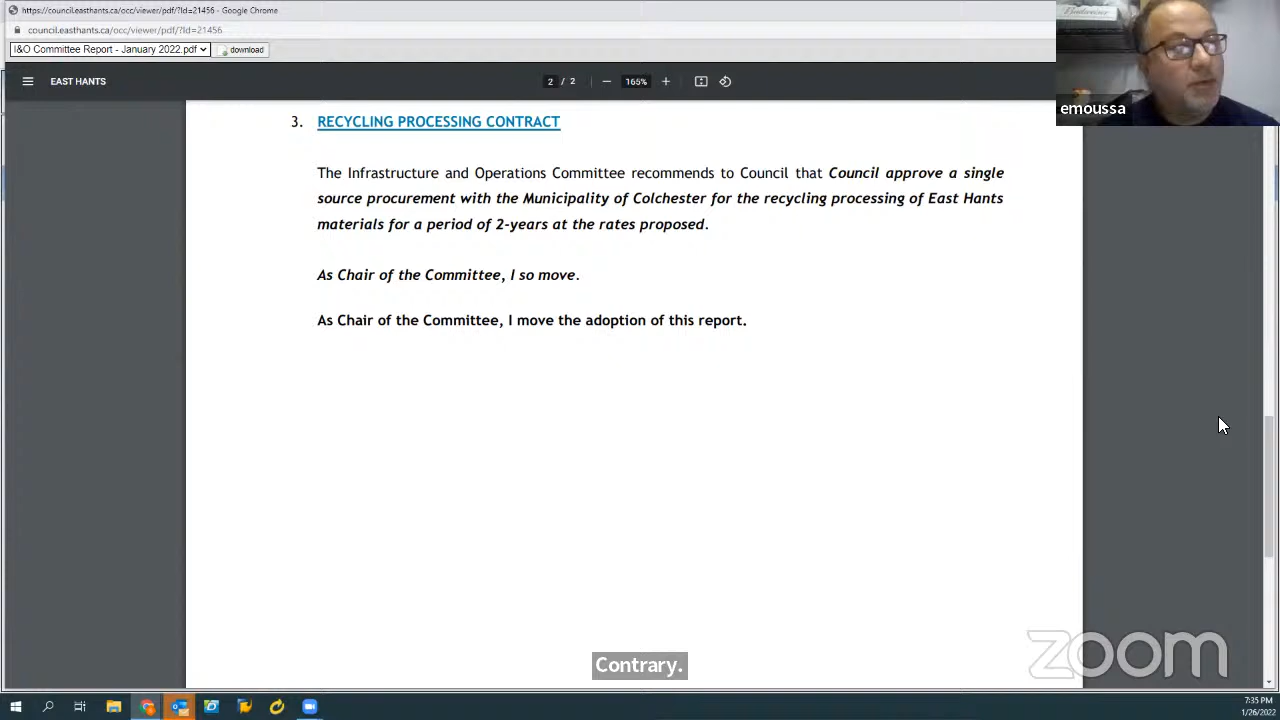 https://council.easthants.ca/occ/viewer/pdf/?Id=21456 - Google Chrome
council.easthants.ca/occ/viewer/pdf/?Id=21456
I&O Committee Report - January 2022.pdf download
EAST HANTS 2 / 2 165%
Budweiser
emoussa
3. RECYCLING PROCESSING CONTRACT
The Infrastructure and Operations Committee recommends to Council that Council approve a single
source procurement with the Municipality of Colchester for the recycling processing of East Hants
materials for a period of 2-years at the rates proposed.
As Chair of the Committee, I so move.
As Chair of the Committee, I move the adoption of this report.
Contrary.
zoom
7:35 PM
1/26/2022